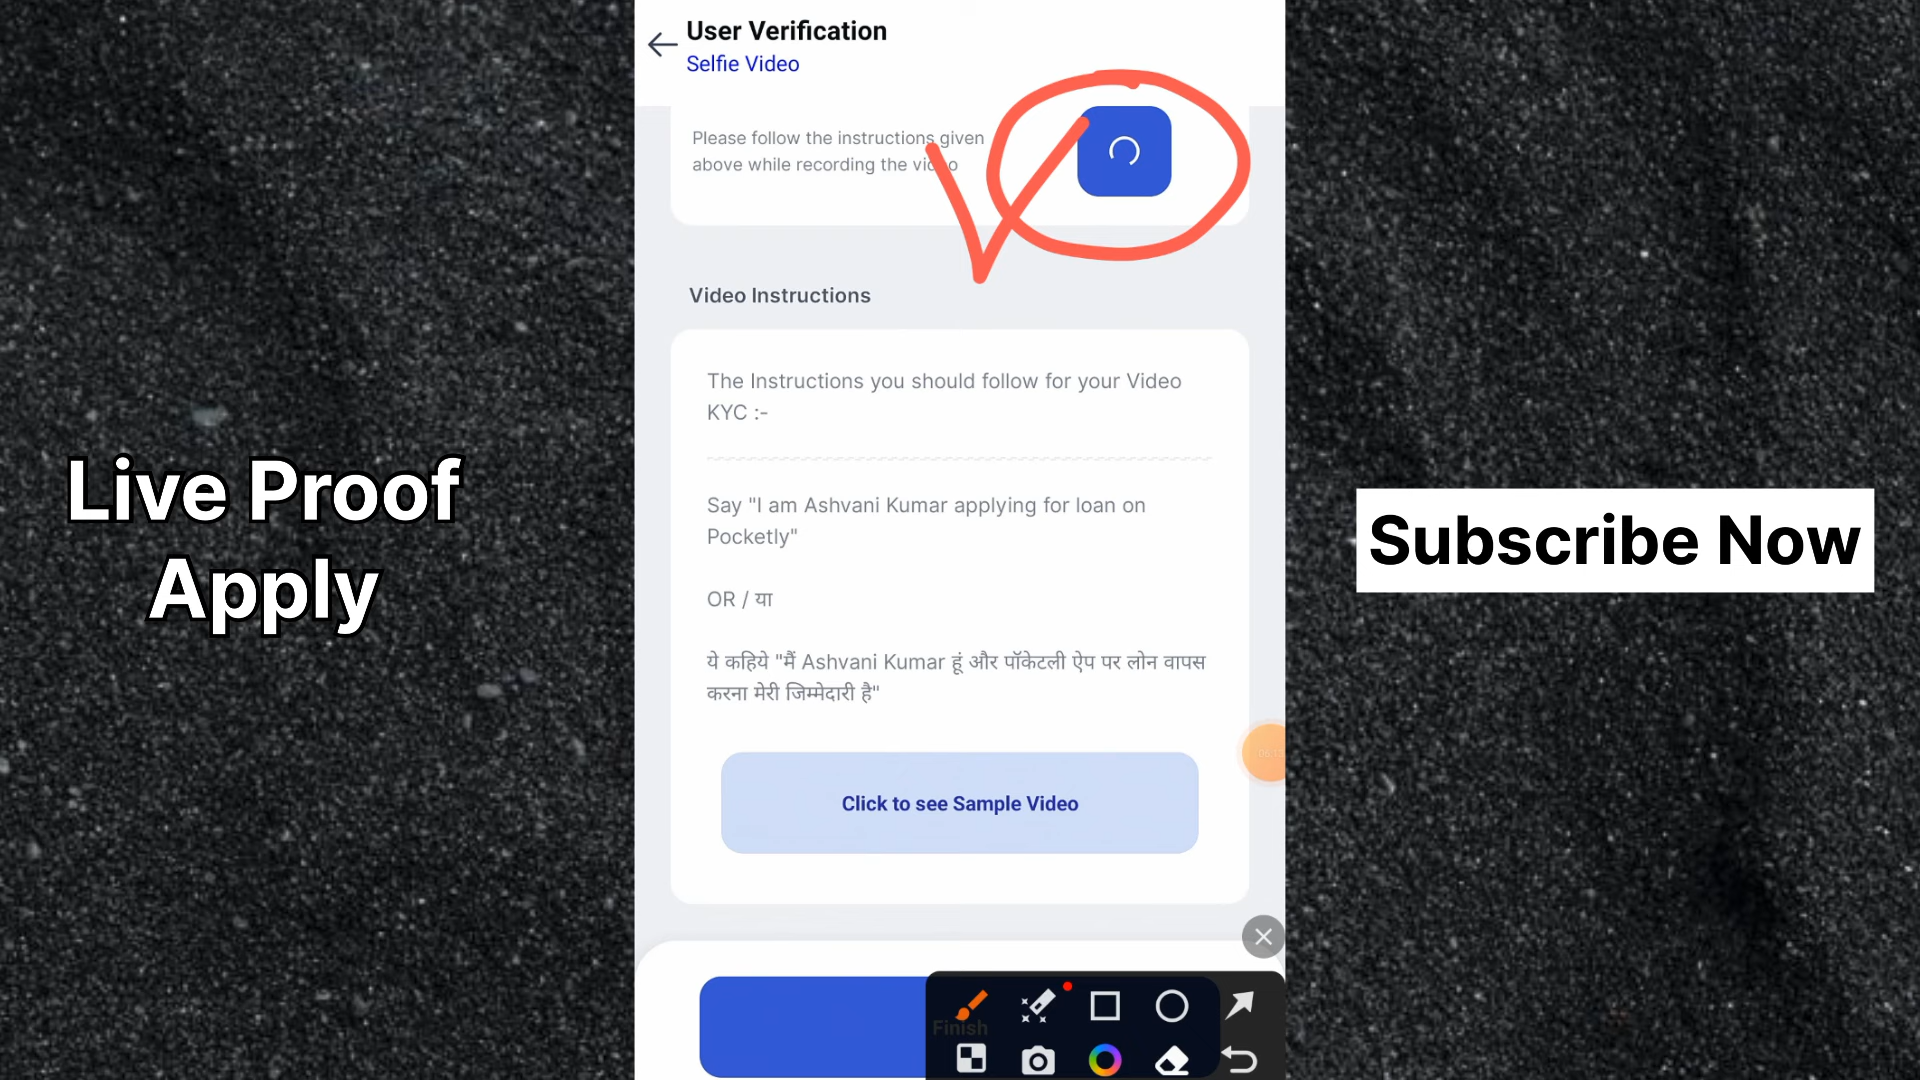 User Verification
Selfie Video
Please follow the instructions given
above while recording the video
Video Instructions
The Instructions you should follow for your Video
KYC :-
Say "I am Ashvani Kumar applying for loan on
Pocketly"
OR / या
ये कहिये "मैं Ashvani Kumar हूं और पॉकेटली ऐप पर लोन वापस
करना मेरी जिम्मेदारी है"
Click to see Sample Video
Finish
Live Proof
Apply
Subscribe Now